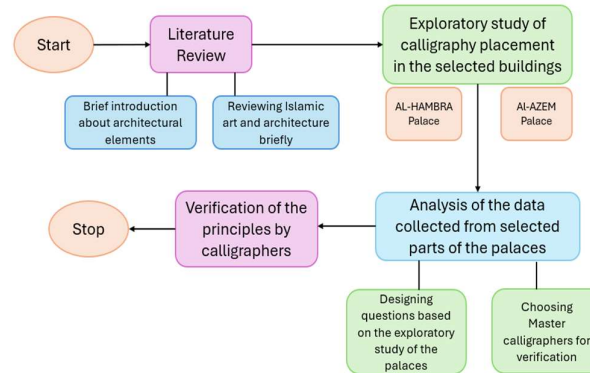 Start
Literature
Review
Exploratory study of
calligraphy placement
in the selected buildings
Brief introduction
about architectural
elements
Reviewing Islamic
art and architecture
briefly
AL-HAMBRA
Palace
Al-AZEM
Palace
Stop
Verification of the
principles by
calligraphers
Analysis of the data
collected from selected
parts of the palaces
Designing
questions based
on the exploratory
study of the
palaces
Choosing
Master
calligraphers for
verification